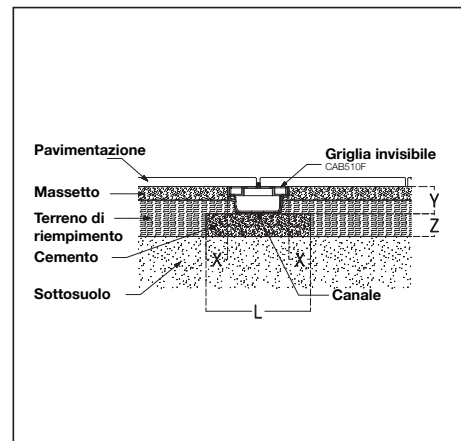 Pavimentazione
Griglia invisibile
CAB510F
Massetto
Terreno di
riempimento
Cemento
Sottosuolo
Canale
Y
Z
X
X
L